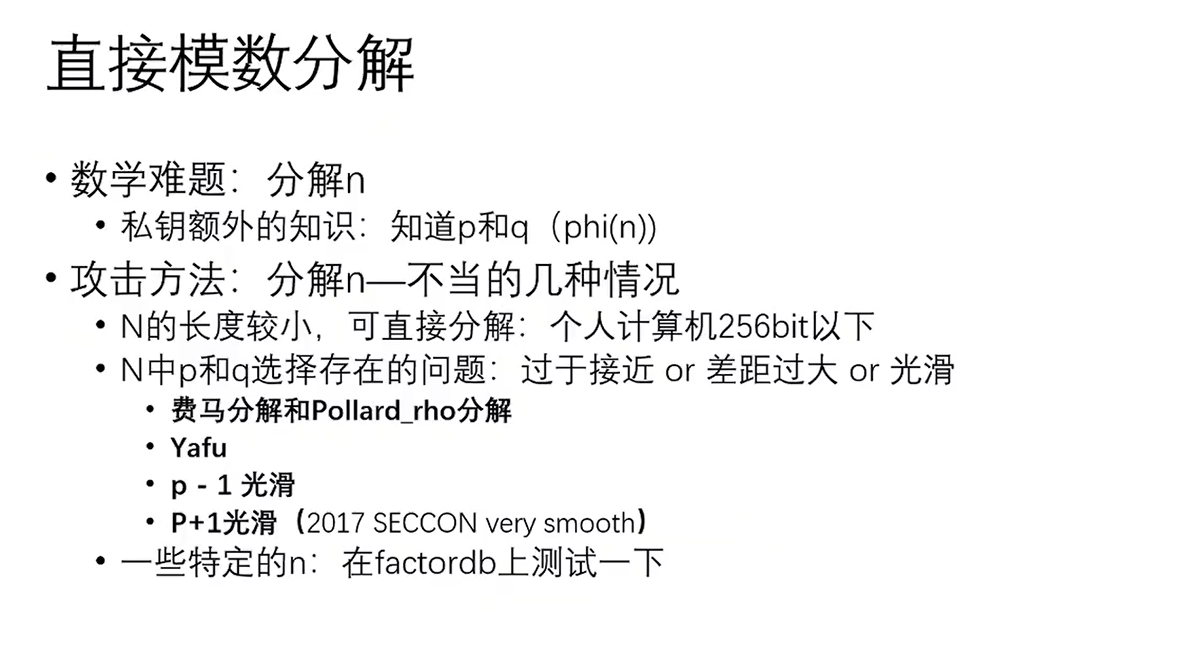 直接模数分解
• 数学难题：分解n
• 私钥额外的知识：知道p和q（phi(n))
• 攻击方法：分解n—不当的几种情况
• N的长度较小，可直接分解：个人计算机256bit以下
• N中p和q选择存在的问题：过于接近 or 差距过大 or 光滑
• 费马分解和Pollard_rho分解
• Yafu
• p - 1 光滑
• P+1光滑（2017 SECCON very smooth）
• 一些特定的n：在factordb上测试一下